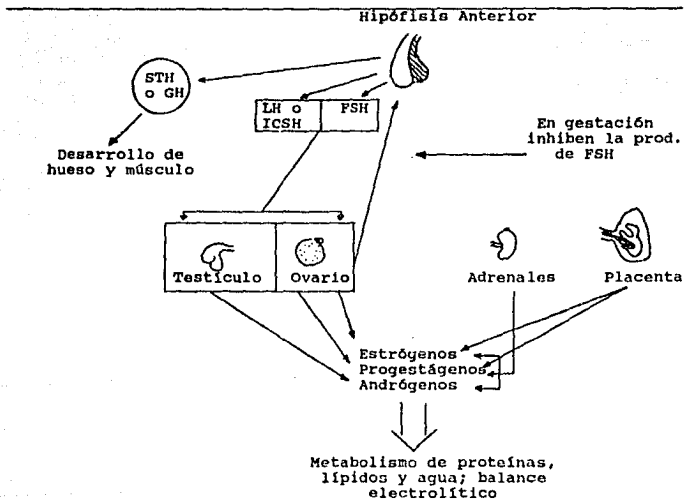 Hipófisis Anterior
STH
o GH
LH o
ICSH
FSH
En gestación
inhiben la prod.
de FSH
Desarrollo de
hueso y músculo
Testículo
Ovario
Adrenales
Placenta
Estrógenos
Progestágenos
Andrógenos
Metabolismo de proteínas,
lípidos y agua; balance
electrolítico